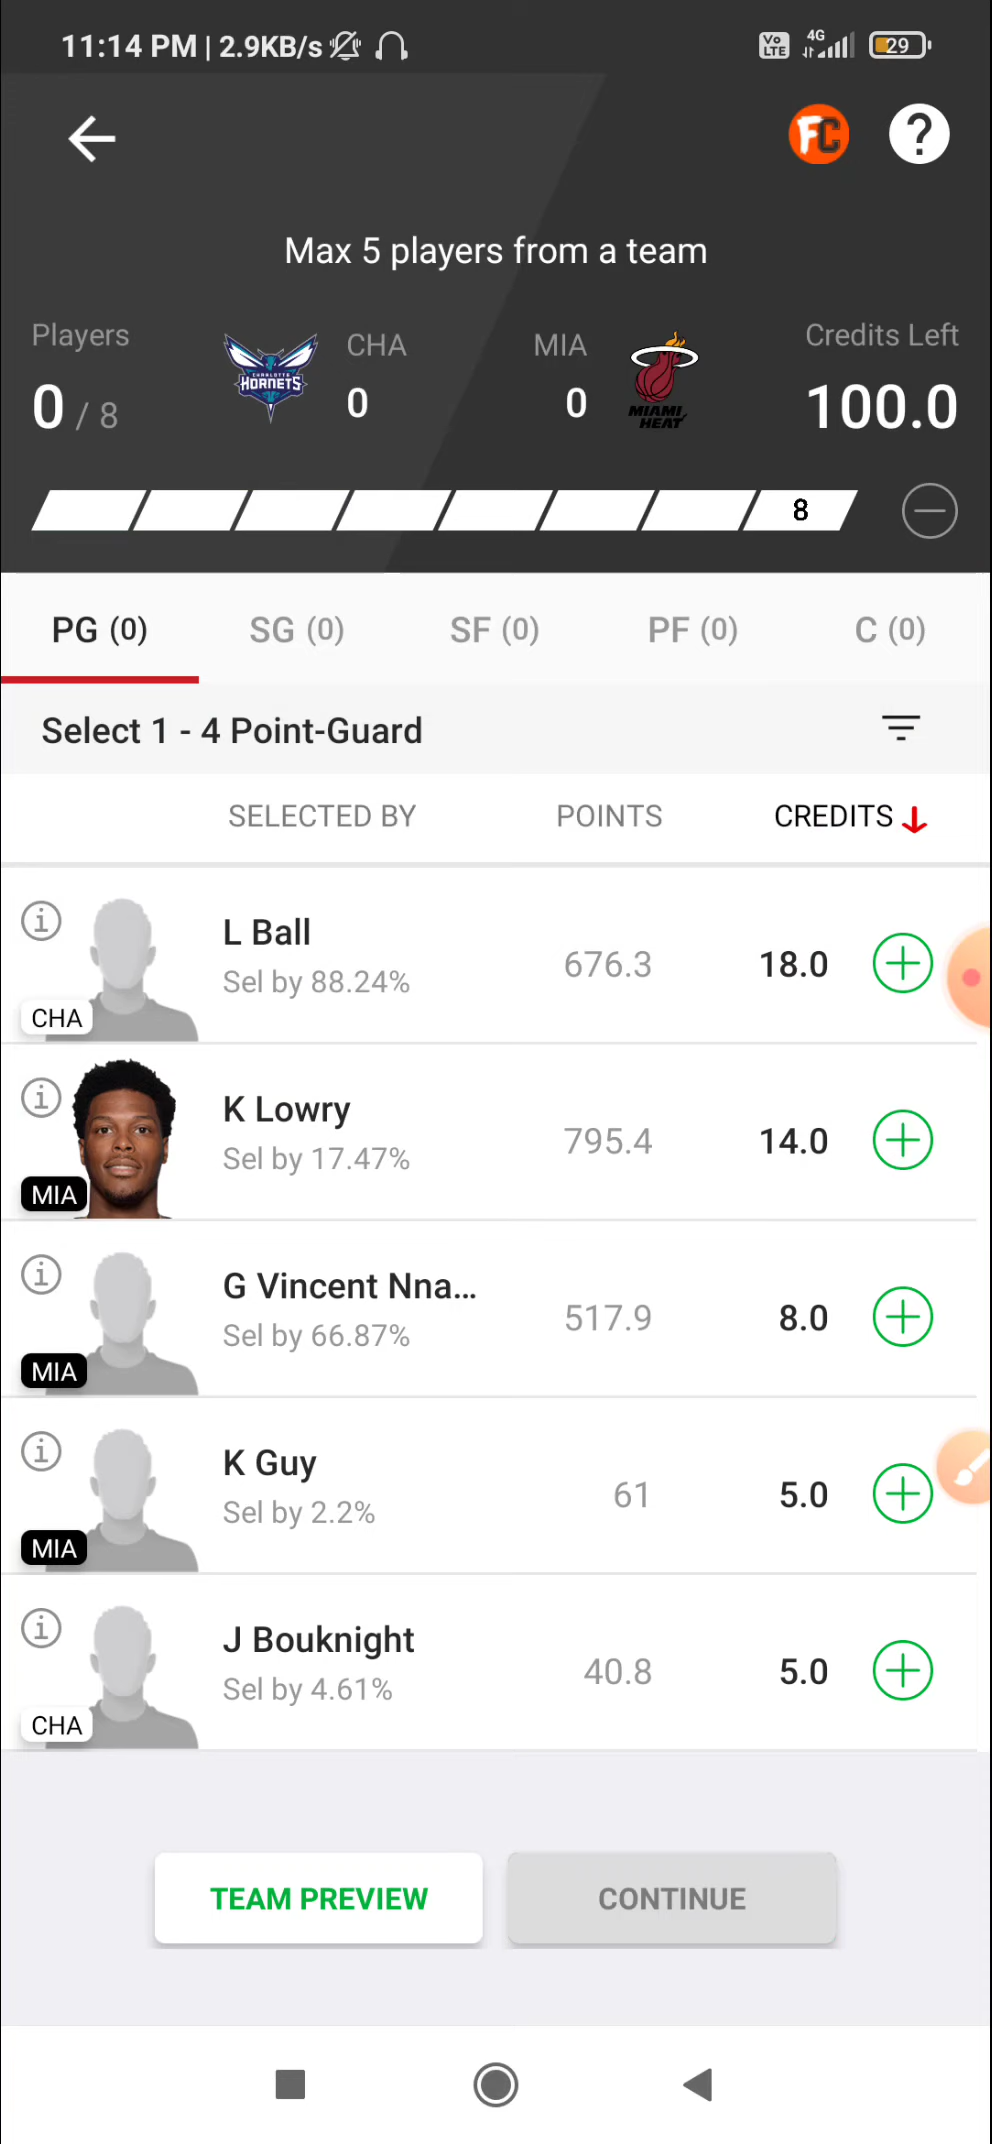 11:14 PM | 2.9KB/s
Vo LTE 4G 29
FC ?
Max 5 players from a team
Players CHA MIA Credits Left
CHARLOTTE
HORNETS
0 / 8 0 0 100.0
MIAMI
HEAT
8
PG (0) SG (0) SF (0) PF (0) C (0)
Select 1 - 4 Point-Guard
SELECTED BY POINTS CREDITS
L Ball
Sel by 88.24% 676.3 18.0
CHA
K Lowry
Sel by 17.47% 795.4 14.0
MIA
G Vincent Nna...
Sel by 66.87% 517.9 8.0
MIA
K Guy
Sel by 2.2% 61 5.0
MIA
J Bouknight
Sel by 4.61% 40.8 5.0
CHA
TEAM PREVIEW CONTINUE